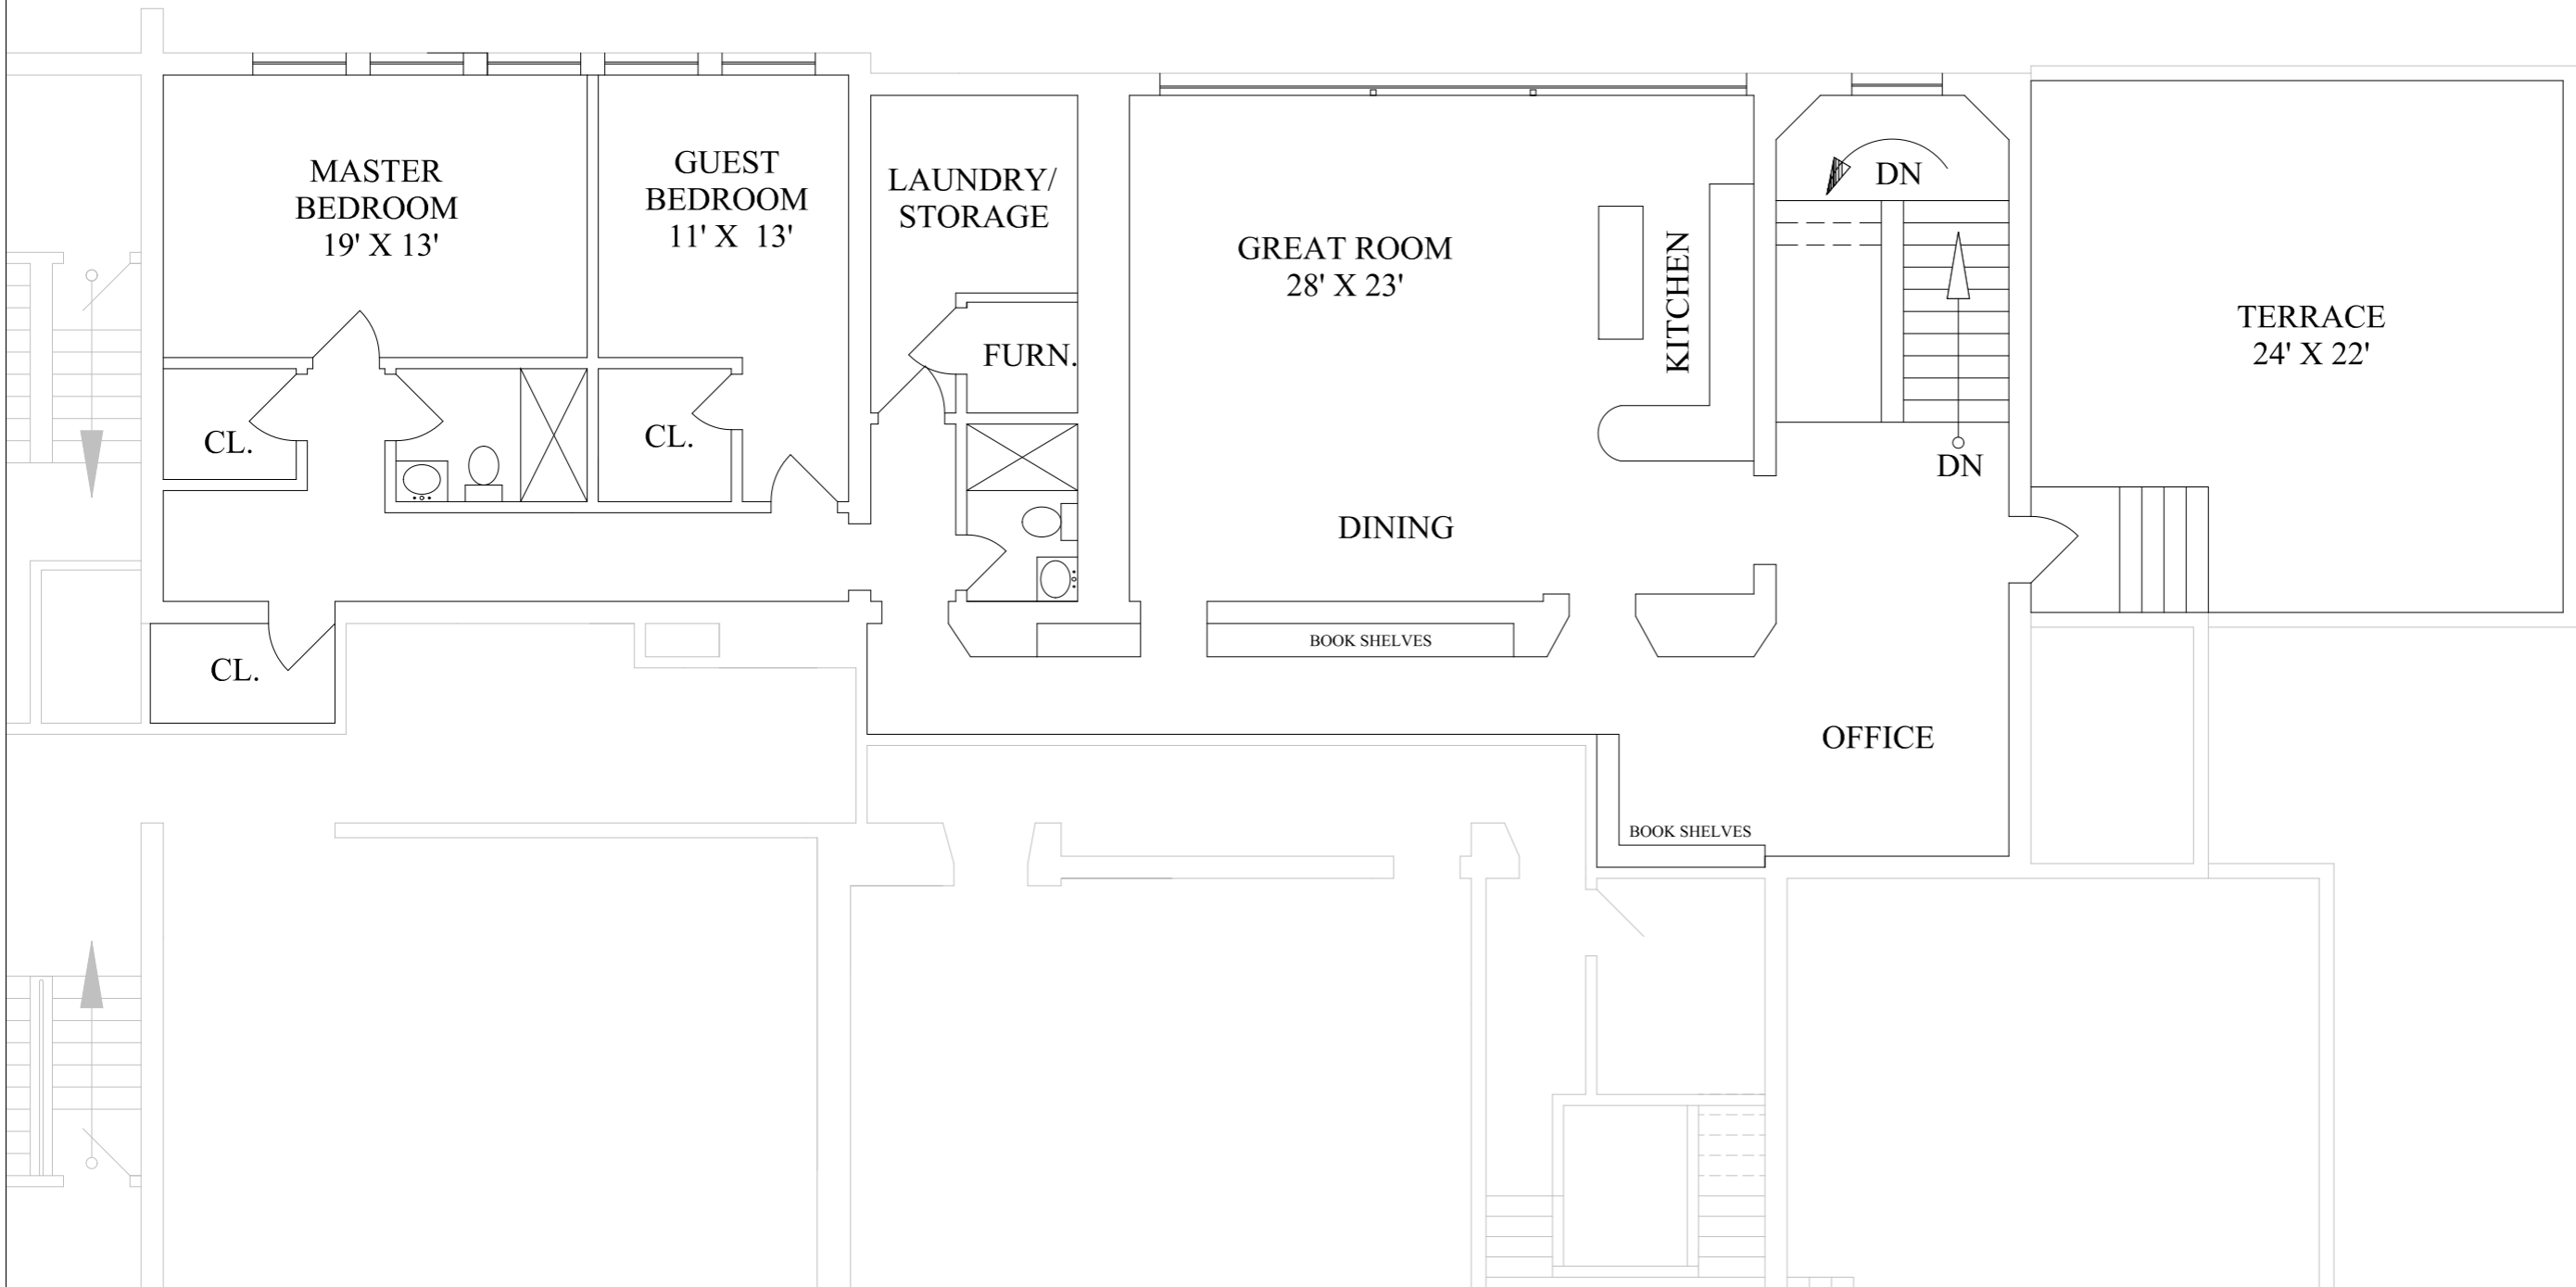 MASTER
BEDROOM
19' X 13'
GUEST
BEDROOM
11' X 13'
LAUNDRY/
STORAGE
GREAT ROOM
28' X 23'
KITCHEN
DN
TERRACE
24' X 22'
FURN.
CL.
CL.
DN
DINING
BOOK SHELVES
CL.
OFFICE
BOOK SHELVES